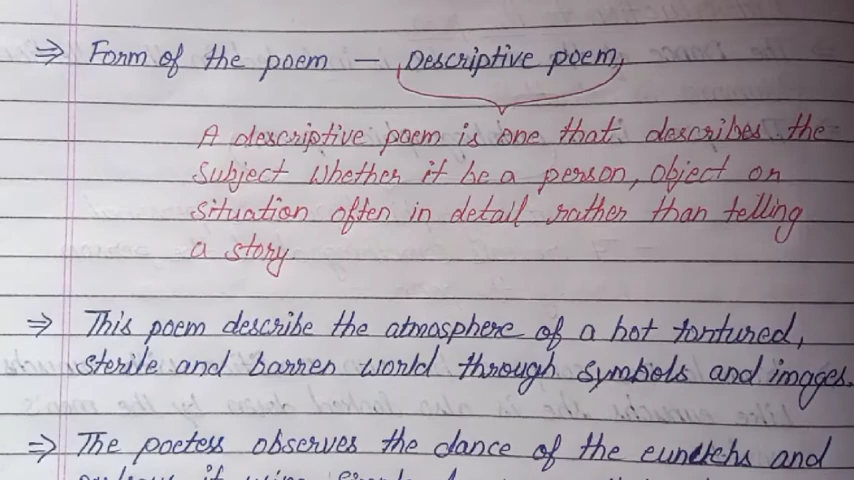 ⇒ Form of the poem — Descriptive poem,
A descriptive poem is one that describes the
subject whether it be a person, object on
situation often in detail rather than telling
a story.
⇒ This poem describe the atmosphere of a hot tortured,
sterile and barren world through symbols and images.
⇒ The poetess observes the dance of the eunuchs and